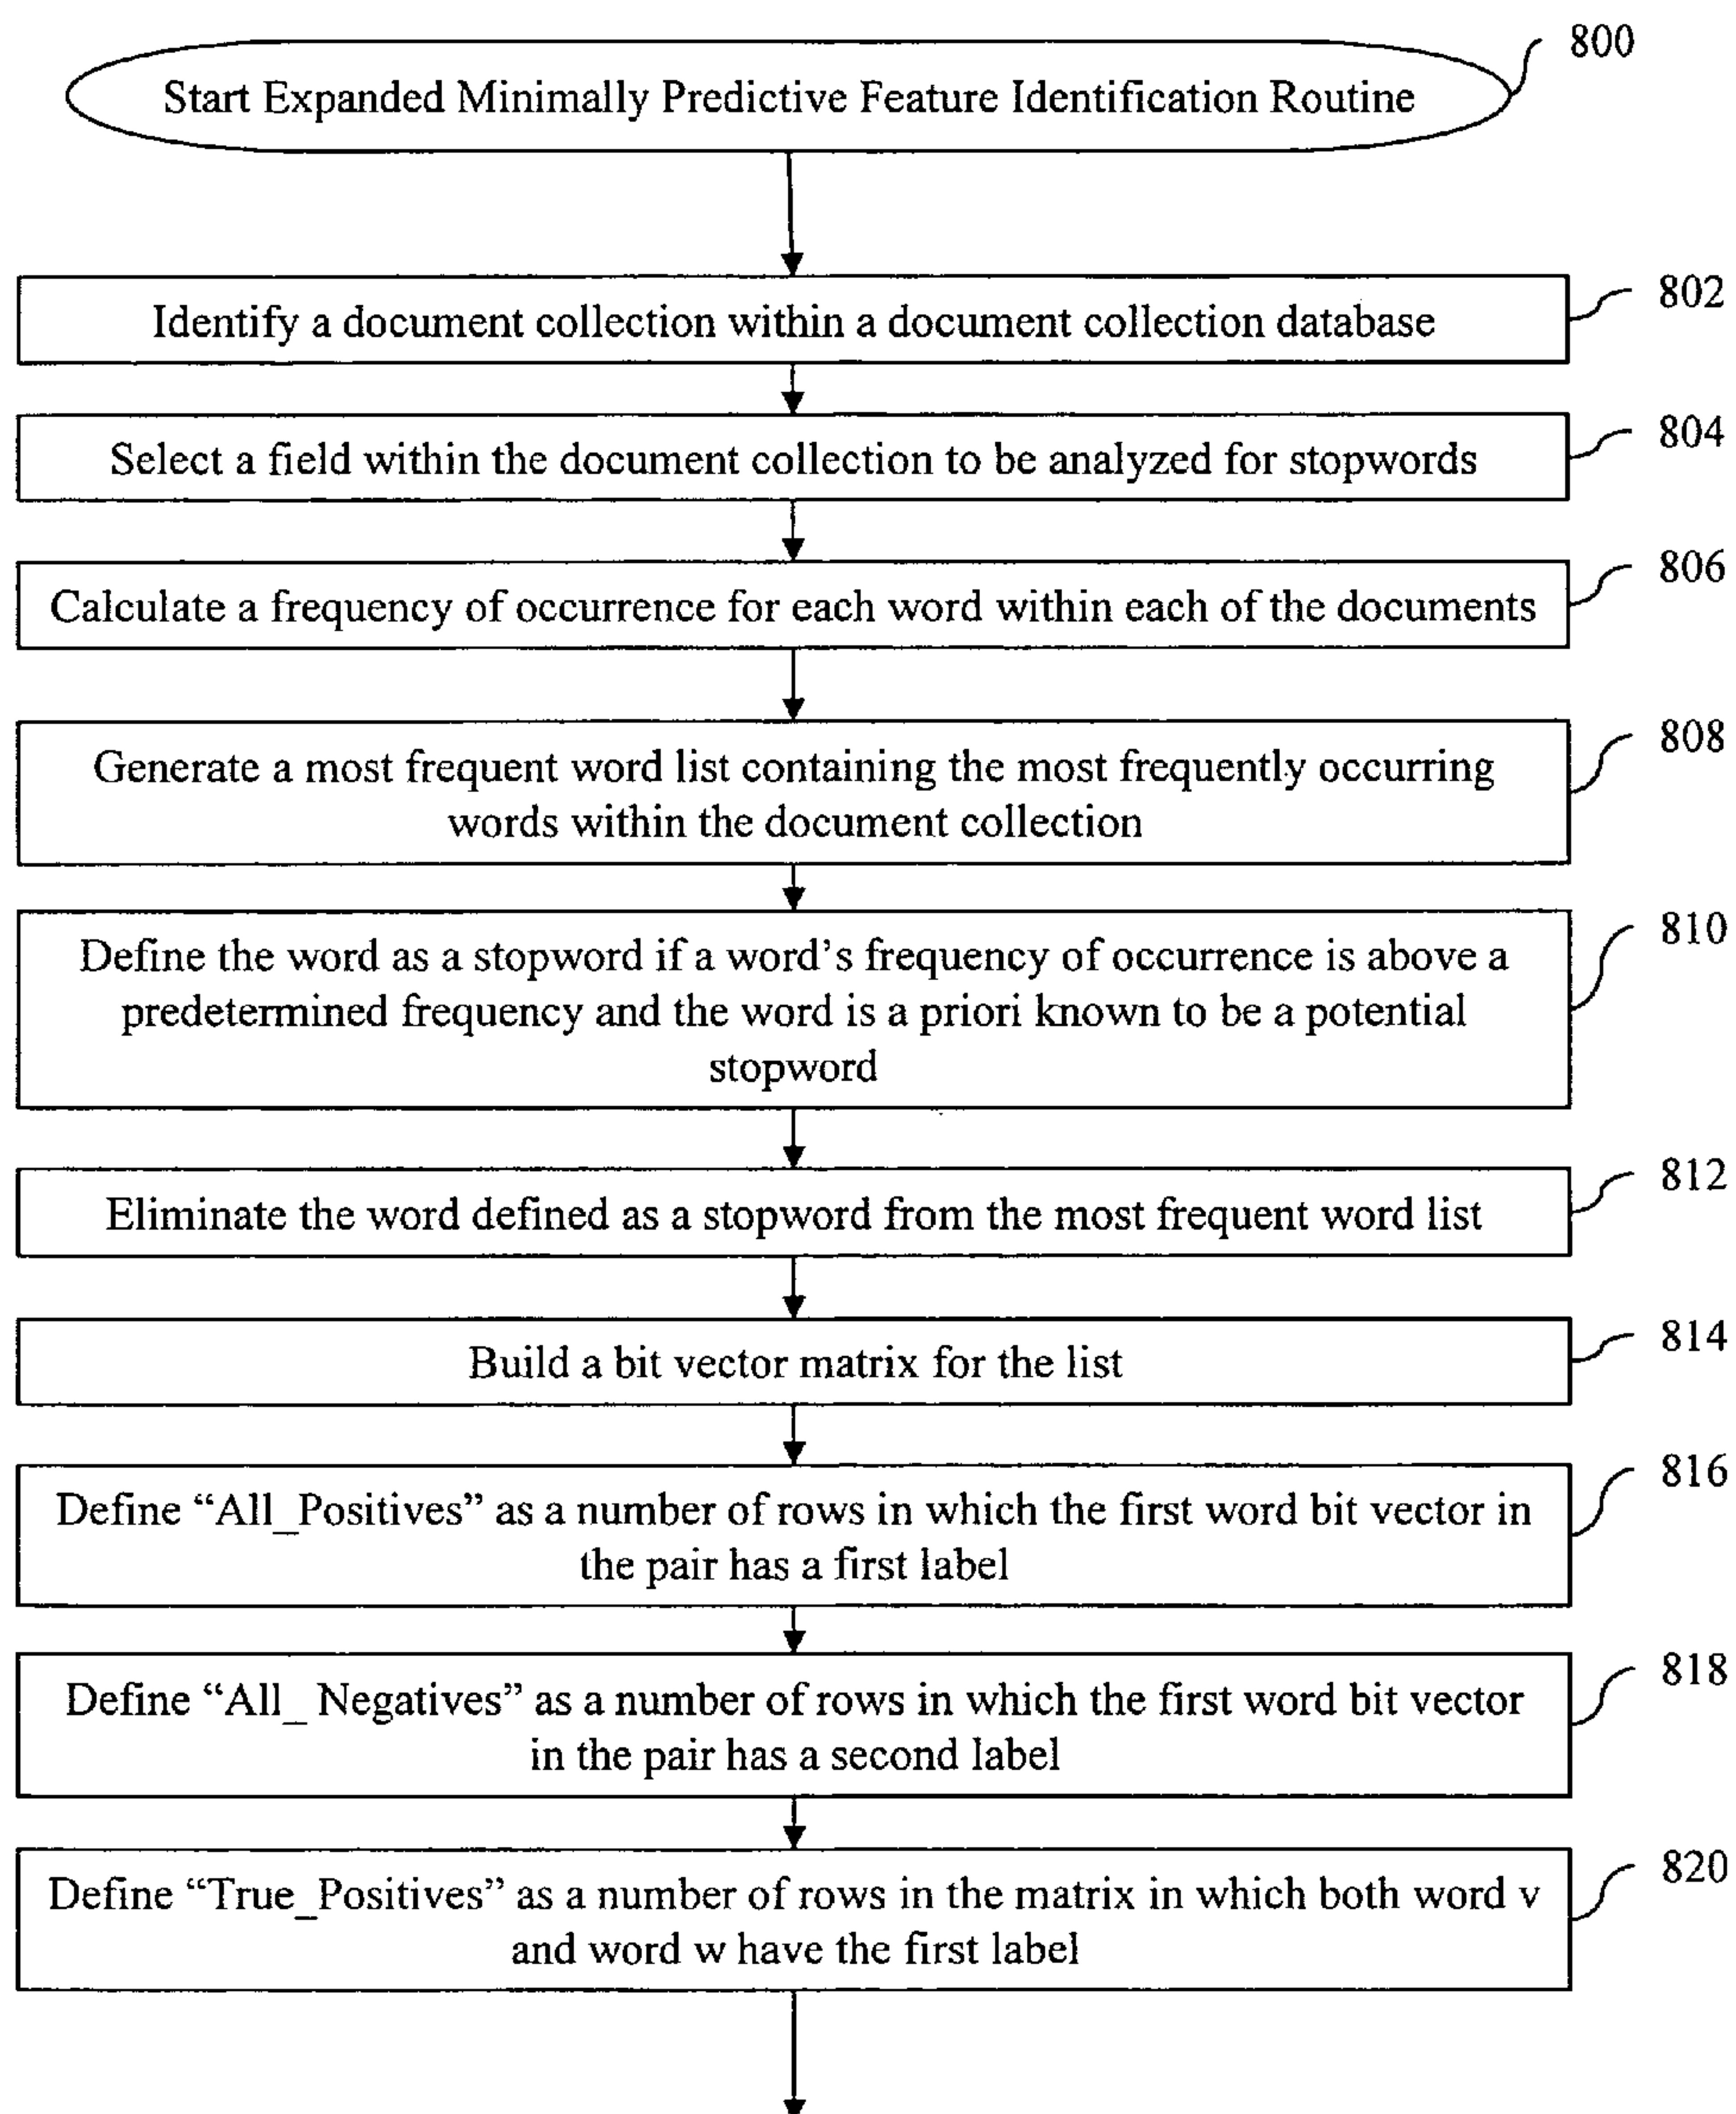 800
Start Expanded Minimally Predictive Feature Identification Routine
802
Identify a document collection within a document collection database
804
Select a field within the document collection to be analyzed for stopwords
806
Calculate a frequency of occurrence for each word within each of the documents
808
Generate a most frequent word list containing the most frequently occurring
words within the document collection
810
Define the word as a stopword if a word's frequency of occurrence is above a
predetermined frequency and the word is a priori known to be a potential
stopword
812
Eliminate the word defined as a stopword from the most frequent word list
814
Build a bit vector matrix for the list
816
Define “All_Positives” as a number of rows in which the first word bit vector in
the pair has a first label
818
Define “All_ Negatives” as a number of rows in which the first word bit vector
in the pair has a second label
820
Define “True_Positives” as a number of rows in the matrix in which both word v
and word w have the first label